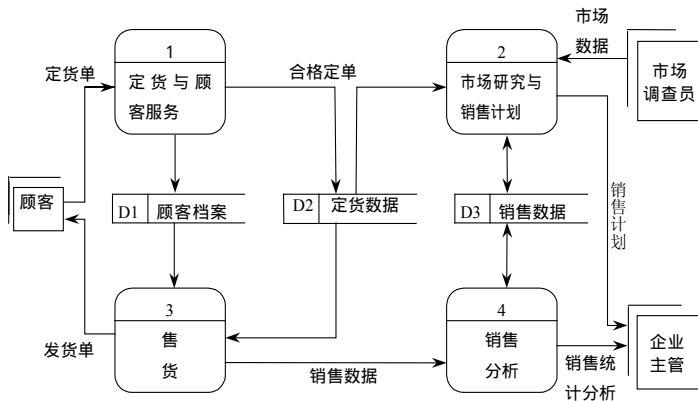 1
定货与顾
客服务
定货单
合格定单
2
市场研究与
销售计划
市场
数据
市场
调查员
顾客
D1 顾客档案
D2 定货数据
D3 销售数据
销售计划
3
售
货
发货单
销售数据
4
销售
分析
销售统
计分析
企业
主管